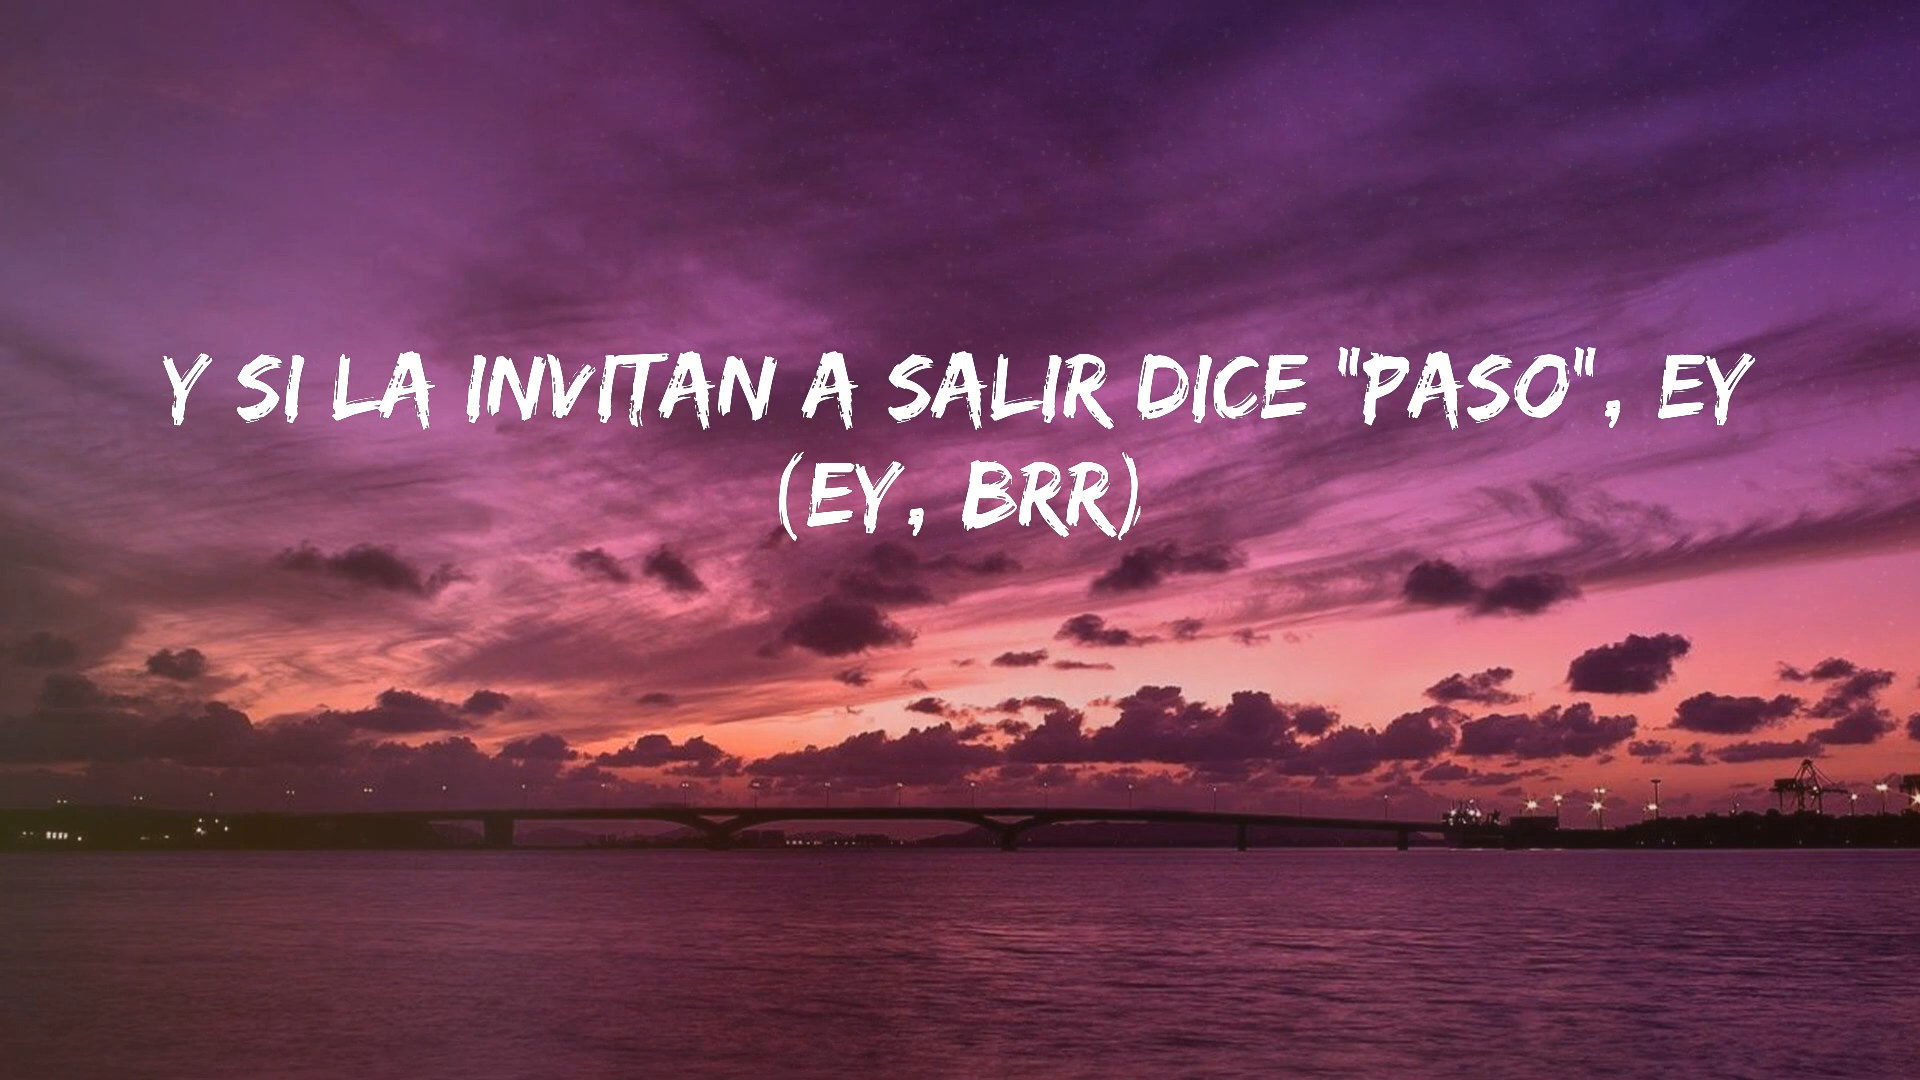 Y SI LA INVITAN A SALIR DICE "PASO", EY
(EY, BRR)